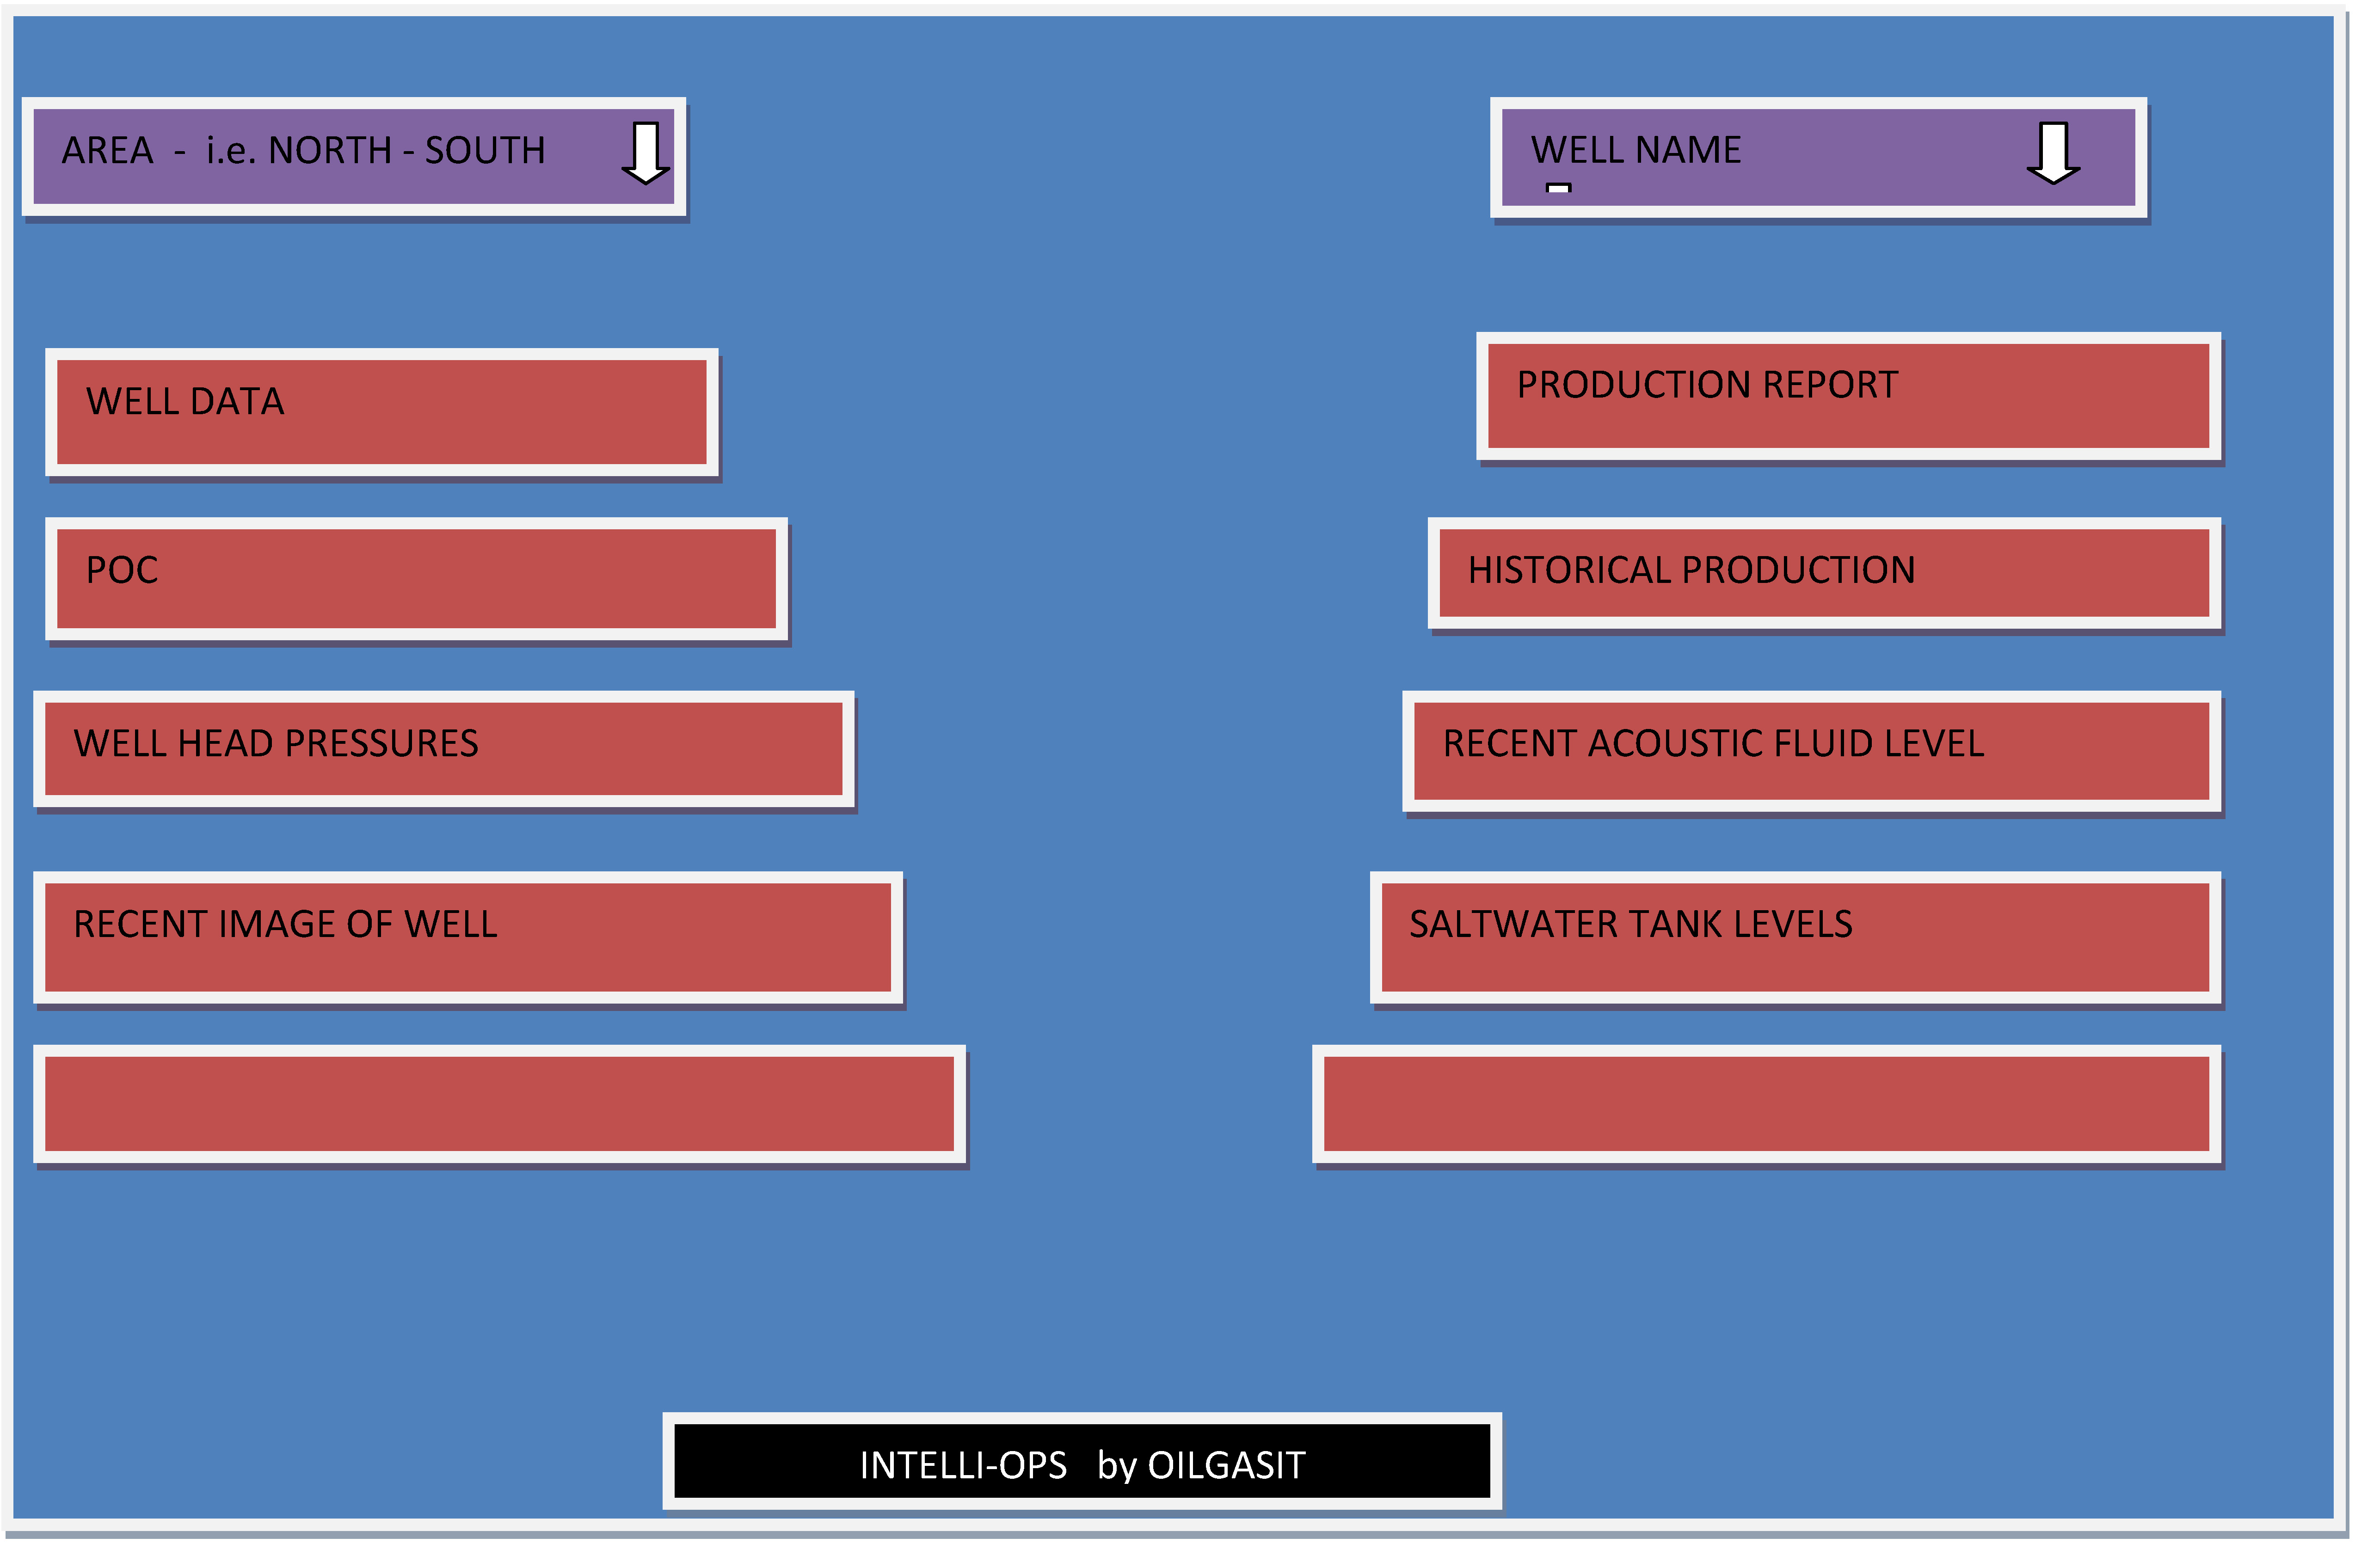 AREA  -  i.e. NORTH - SOUTH
WELL NAME
WELL DATA
PRODUCTION REPORT
POC
HISTORICAL PRODUCTION
WELL HEAD PRESSURES
RECENT ACOUSTIC FLUID LEVEL
RECENT IMAGE OF WELL
SALTWATER TANK LEVELS
INTELLI-OPS   by OILGASIT